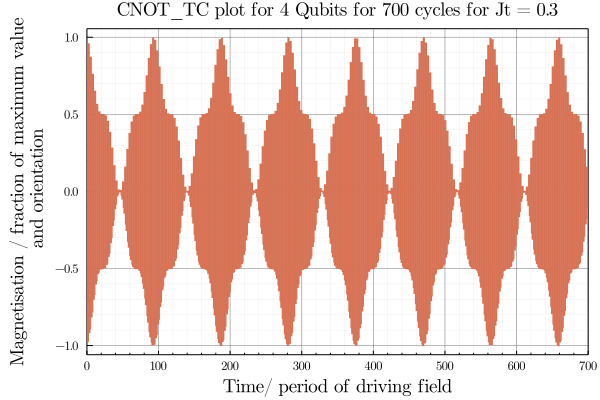 CNOT_TC plot for 4 Qubits for 700 cycles for Jt = 0.3
Magnetisation / fraction of maximum value
and orientation
1.0
0.5
0.0
−0.5
−1.0
0 100 200 300 400 500 600 700
Time/ period of driving field